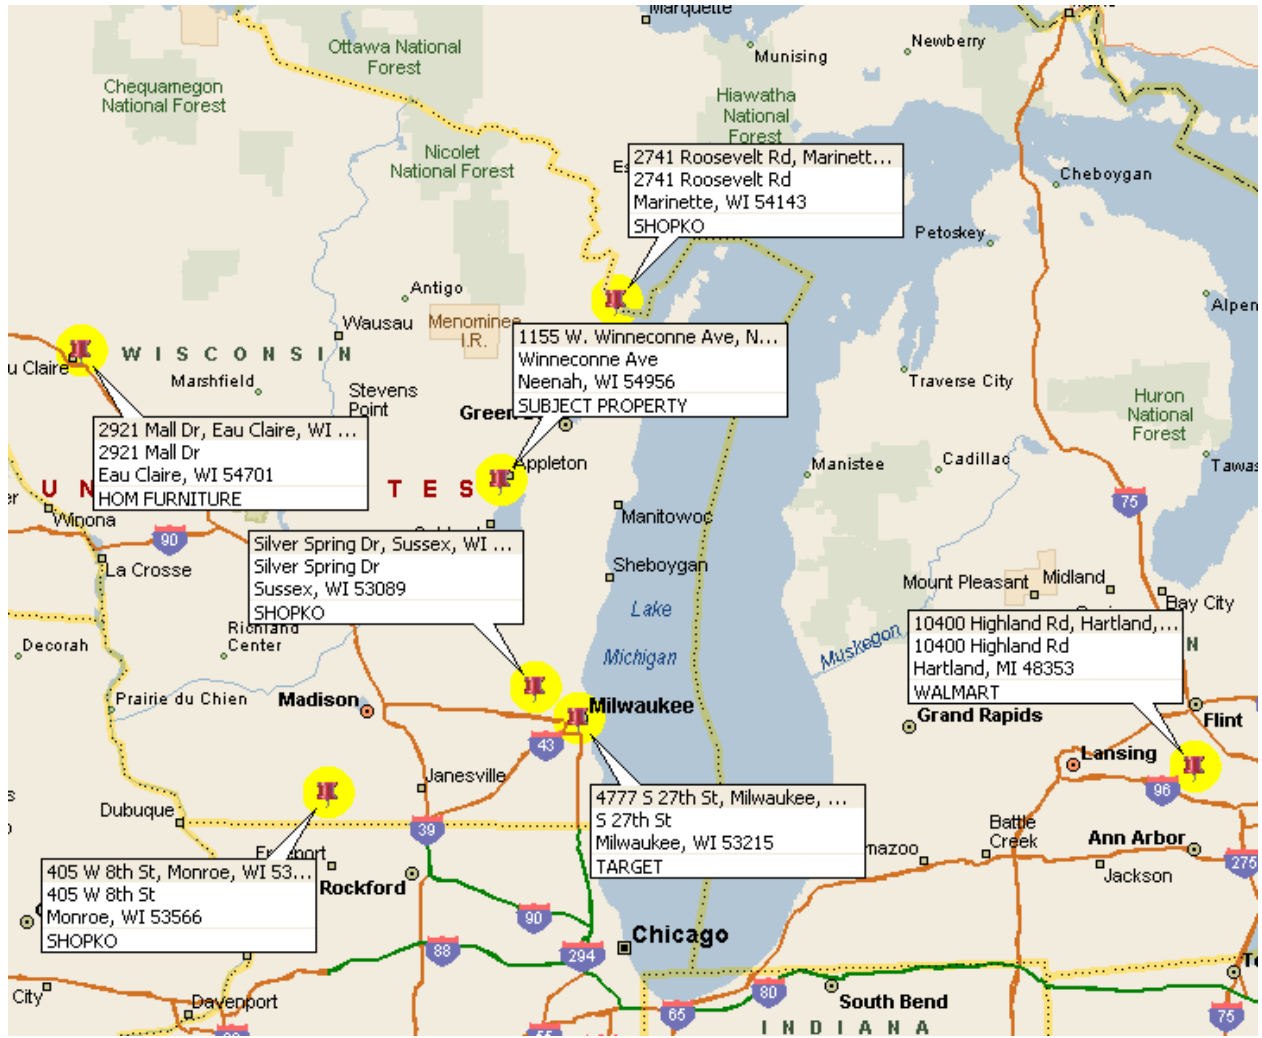 Marquette
Newberry
Munising
Ottawa National
Forest
Chequamegon
National Forest
Hiawatha
National
Forest
Nicolet
National Forest
2741 Roosevelt Rd, Marinett...
2741 Roosevelt Rd
Marinette, WI 54143
SHOPKO
Cheboygan
Petoskey
Antigo
Wausau
Menominee
I.R.
WISCONSIN
Marshfield
Stevens
Point
1155 W. Winneconne Ave, N...
Winneconne Ave
Neenah, WI 54956
SUBJECT PROPERTY
Traverse City
Huron
National
Forest
2921 Mall Dr, Eau Claire, WI ...
2921 Mall Dr
Eau Claire, WI 54701
HOM FURNITURE
Appleton
Manistee
Cadillac
UN
TES
Winona
90
75
Manitowoc
Silver Spring Dr, Sussex, WI ...
Silver Spring Dr
Sussex, WI 53089
SHOPKO
La Crosse
Sheboygan
Lake
Michigan
Mount Pleasant
Midland
Bay City
Muskegon
10400 Highland Rd, Hartland,...
10400 Highland Rd
Hartland, MI 48353
WALMART
N
Decorah
Richland
Center
Prairie du Chien
Madison
Milwaukee
43
Grand Rapids
Flint
Lansing
96
Janesville
Dubuque
39
4777 S 27th St, Milwaukee, ...
S 27th St
Milwaukee, WI 53215
TARGET
Battle
Creek
Ann Arbor
275
Jackson
405 W 8th St, Monroe, WI 53...
405 W 8th St
Monroe, WI 53566
SHOPKO
Rockford
90
88
294
Chicago
City
Davenport
80
65
South Bend
75
INDIANA